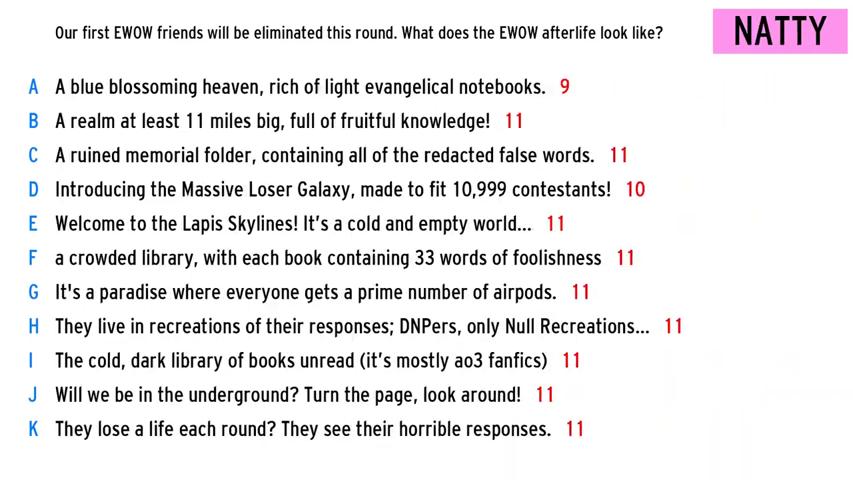 Our first EWOW friends will be eliminated this round. What does the EWOW afterlife look like?
NATTY
A A blue blossoming heaven, rich of light evangelical notebooks. 9
B A realm at least 11 miles big, full of fruitful knowledge! 11
C A ruined memorial folder, containing all of the redacted false words. 11
D Introducing the Massive Loser Galaxy, made to fit 10,999 contestants! 10
E Welcome to the Lapis Skylines! It's a cold and empty world... 11
F a crowded library, with each book containing 33 words of foolishness 11
G It's a paradise where everyone gets a prime number of airpods. 11
H They live in recreations of their responses; DNPers, only Null Recreations... 11
I The cold, dark library of books unread (it's mostly ao3 fanfics) 11
J Will we be in the underground? Turn the page, look around! 11
K They lose a life each round? They see their horrible responses. 11